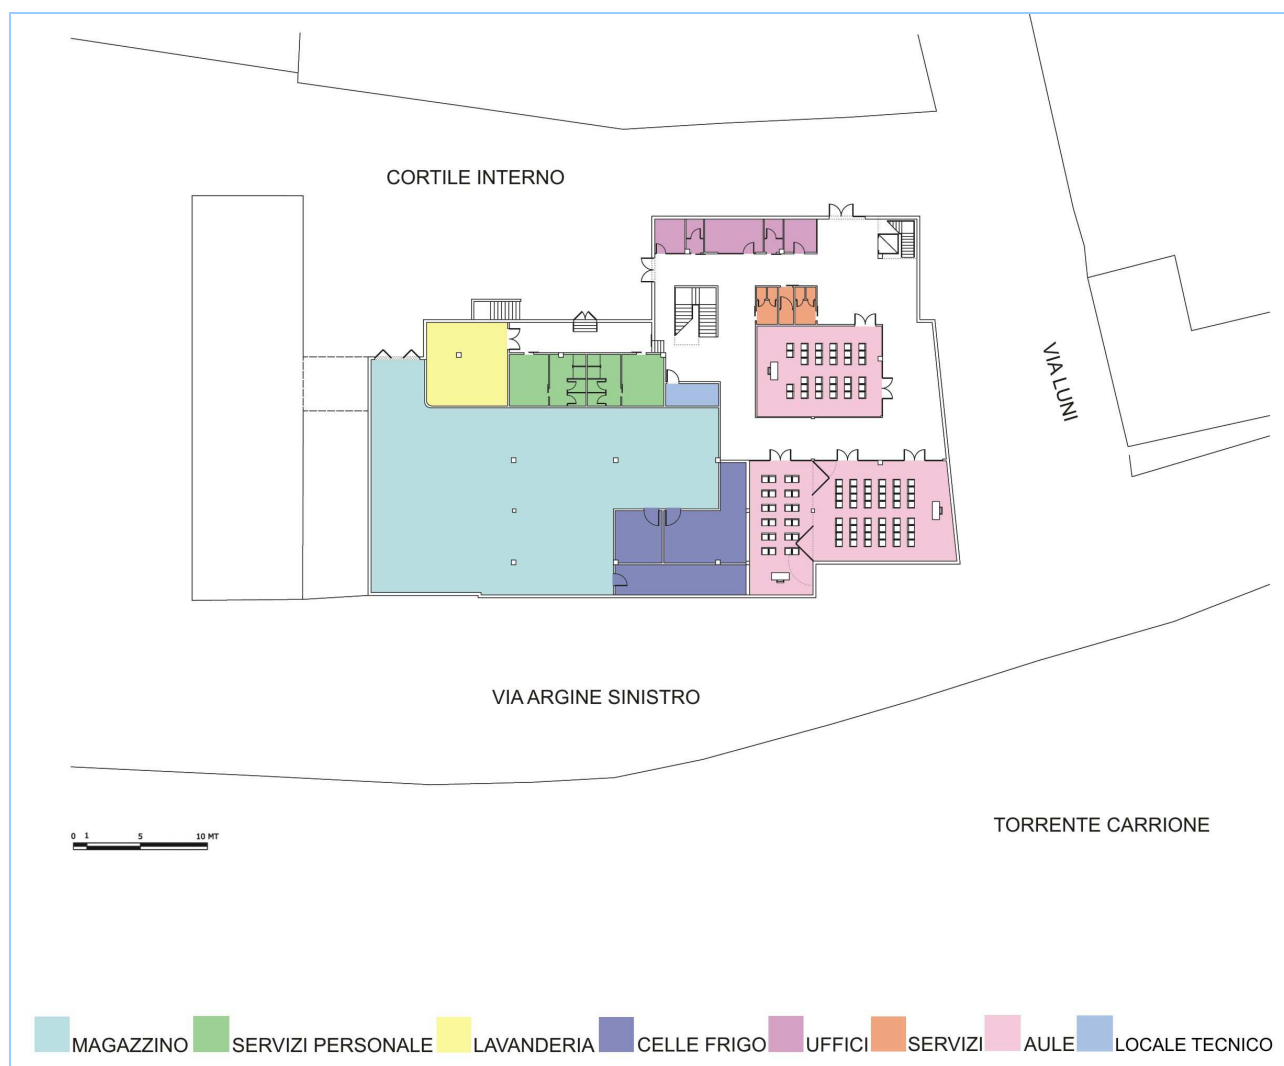 CORTILE INTERNO
VIA LUNI
VIA ARGINE SINISTRO
TORRENTE CARRIONE
0 1 5 10 MT
MAGAZZINO SERVIZI PERSONALE LAVANDERIA CELLE FRIGO UFFICI SERVIZI AULE LOCALE TECNICO